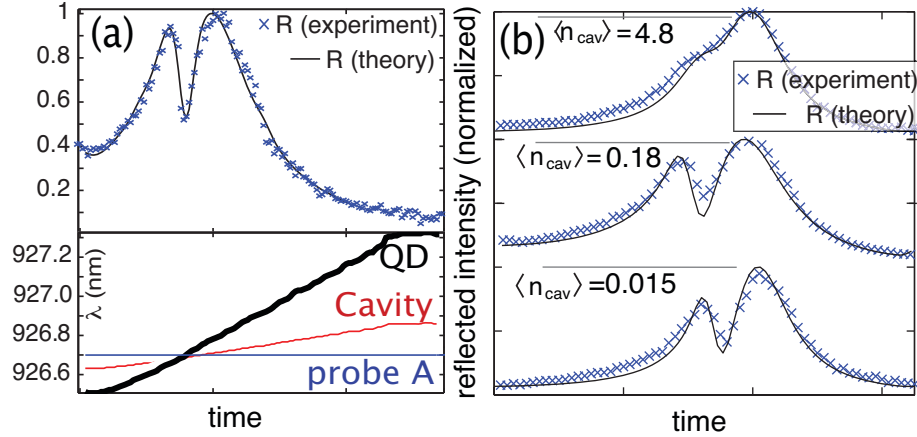 (a)
R (experiment)
R (theory)
1
0.8
0.6
0.4
0.2
λ (nm)
927.2
927.0
926.8
926.6
QD
Cavity
probe A
time
(b)
reflected intensity (normalized)
⟨n_cav⟩=4.8
R (experiment)
R (theory)
⟨n_cav⟩=0.18
⟨n_cav⟩=0.015
time